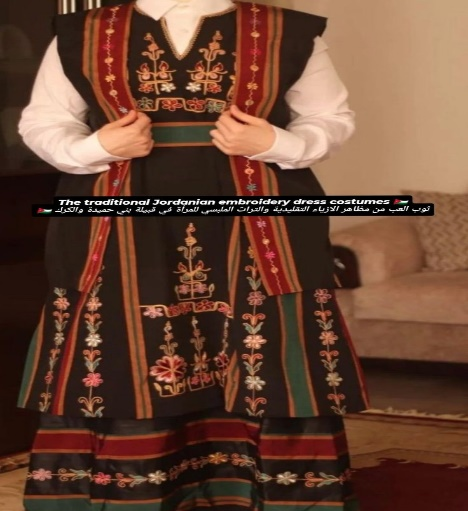 The traditional Jordanian embroidery dress costumes 🇯🇴
ثوب العب من مظاهر الازياء التقليدية والتراث الملبسي للمرأة في قبيلة بني حميدة والكرك 🇯🇴